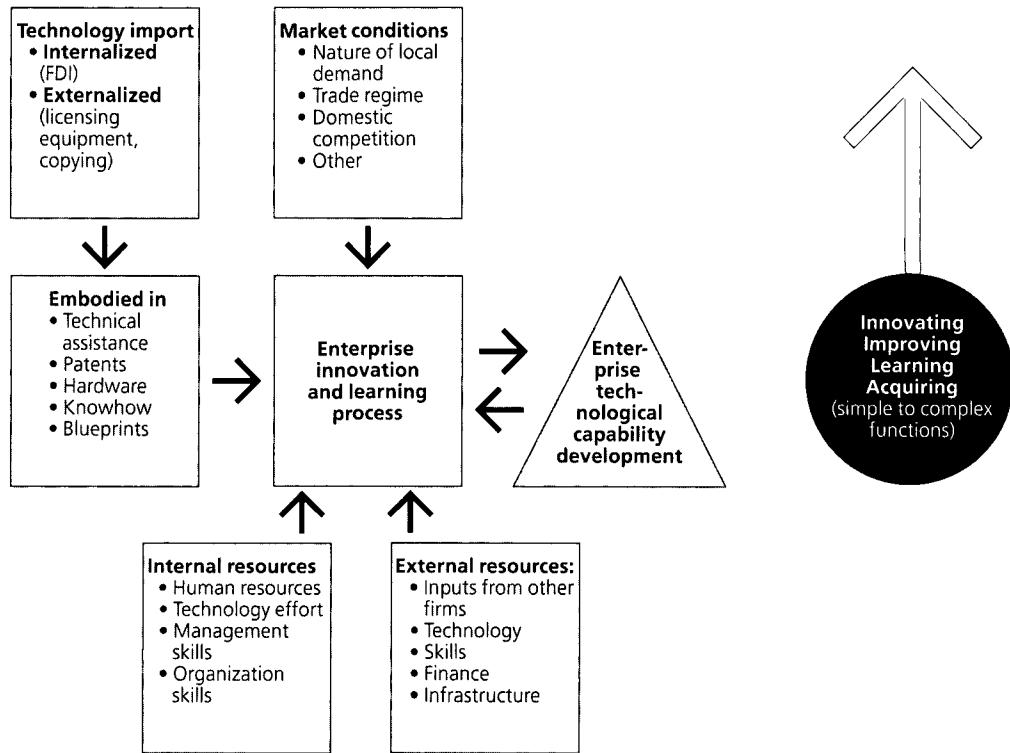 Technology import
• Internalized
(FDI)
• Externalized
(licensing
equipment,
copying)
Market conditions
• Nature of local
demand
• Trade regime
• Domestic
competition
• Other
Embodied in
• Technical
assistance
• Patents
• Hardware
• Knowhow
• Blueprints
Enterprise
innovation
and learning
process
Enter-
prise
tech-
nological
capability
development
Innovating
Improving
Learning
Acquiring
(simple to complex
functions)
Internal resources
• Human resources
• Technology effort
• Management
skills
• Organization
skills
External resources:
• Inputs from other
firms
• Technology
• Skills
• Finance
• Infrastructure